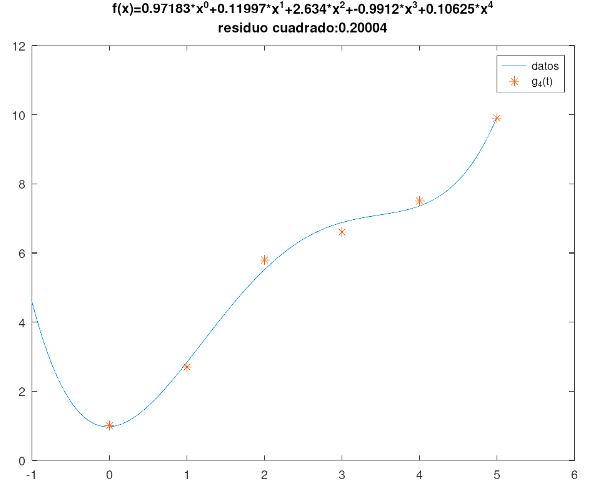 f(x)=0.97183*x⁰+0.11997*x¹+2.634*x²+-0.9912*x³+0.10625*x⁴
residuo cuadrado:0.20004
12
10
8
6
4
2
0
-1 0 1 2 3 4 5 6
datos
g₄(t)